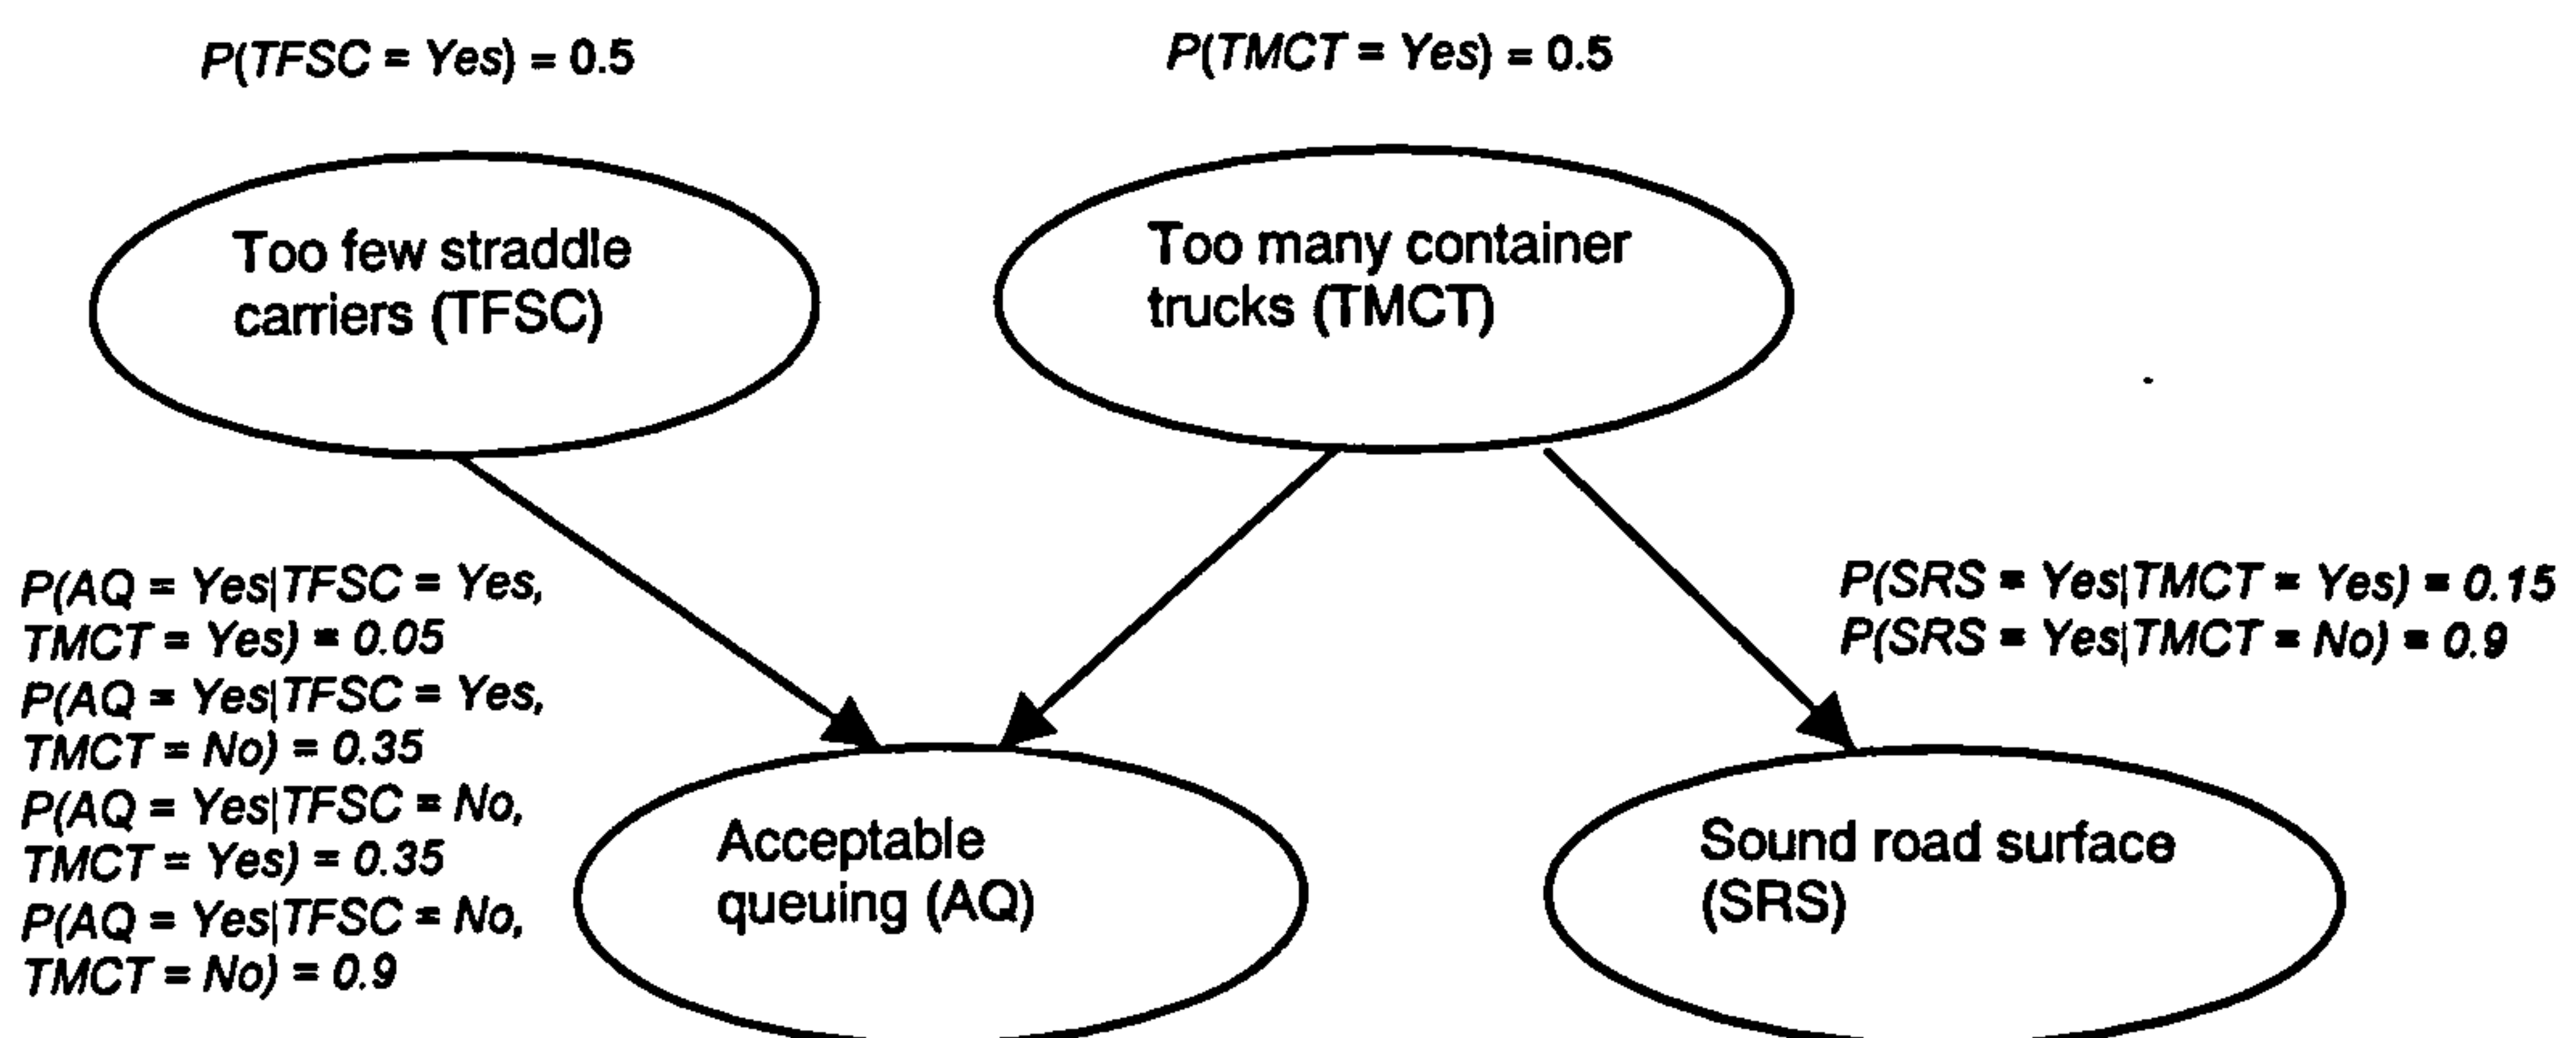 P(TFSC = Yes) = 0.5
P(TMCT = Yes) = 0.5
Too few straddle
carriers (TFSC)
Too many container
trucks (TMCT)
P(AQ = Yes|TFSC = Yes,
TMCT = Yes) = 0.05
P(AQ = Yes|TFSC = Yes,
TMCT = No) = 0.35
P(AQ = Yes|TFSC = No,
TMCT = Yes) = 0.35
P(AQ = Yes|TFSC = No,
TMCT = No) = 0.9
P(SRS = Yes|TMCT = Yes) = 0.15
P(SRS = Yes|TMCT = No) = 0.9
Acceptable
queuing (AQ)
Sound road surface
(SRS)